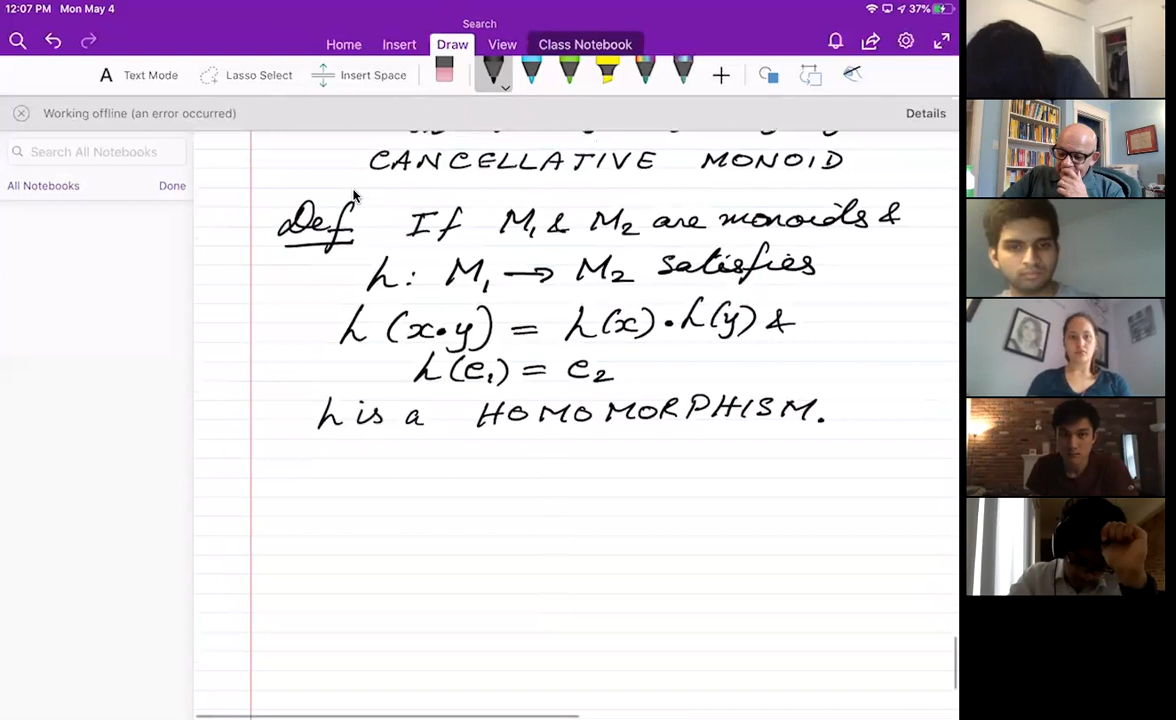 12:07 PM Mon May 4
37%
Search
Home Insert Draw View Class Notebook
Text Mode Lasso Select Insert Space
Working offline (an error occurred) Details
Search All Notebooks
All Notebooks Done
CANCELLATIVE MONOID
Def If M₁ & M₂ are monoids &
h: M₁ → M₂ satisfies
h(x•y) = h(x)•h(y) &
h(e₁) = e₂
h is a HOMOMORPHISM.